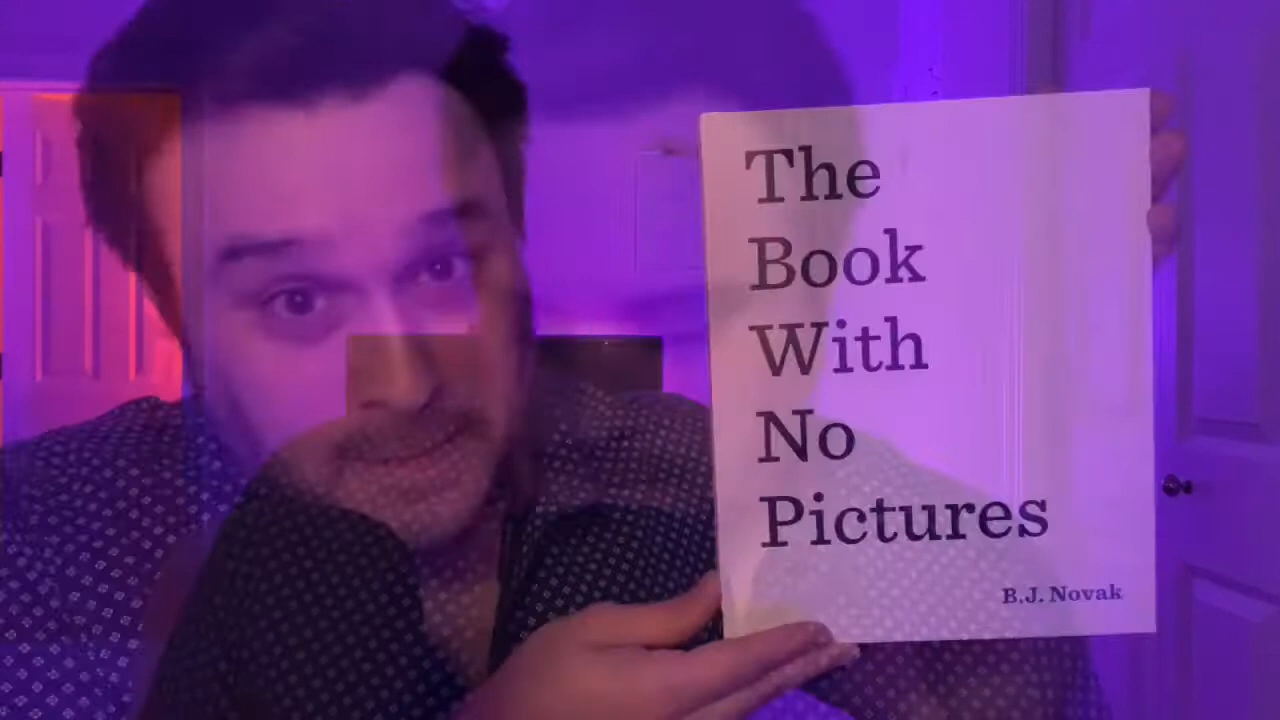 The
Book
With
No
Pictures
B.J. Novak